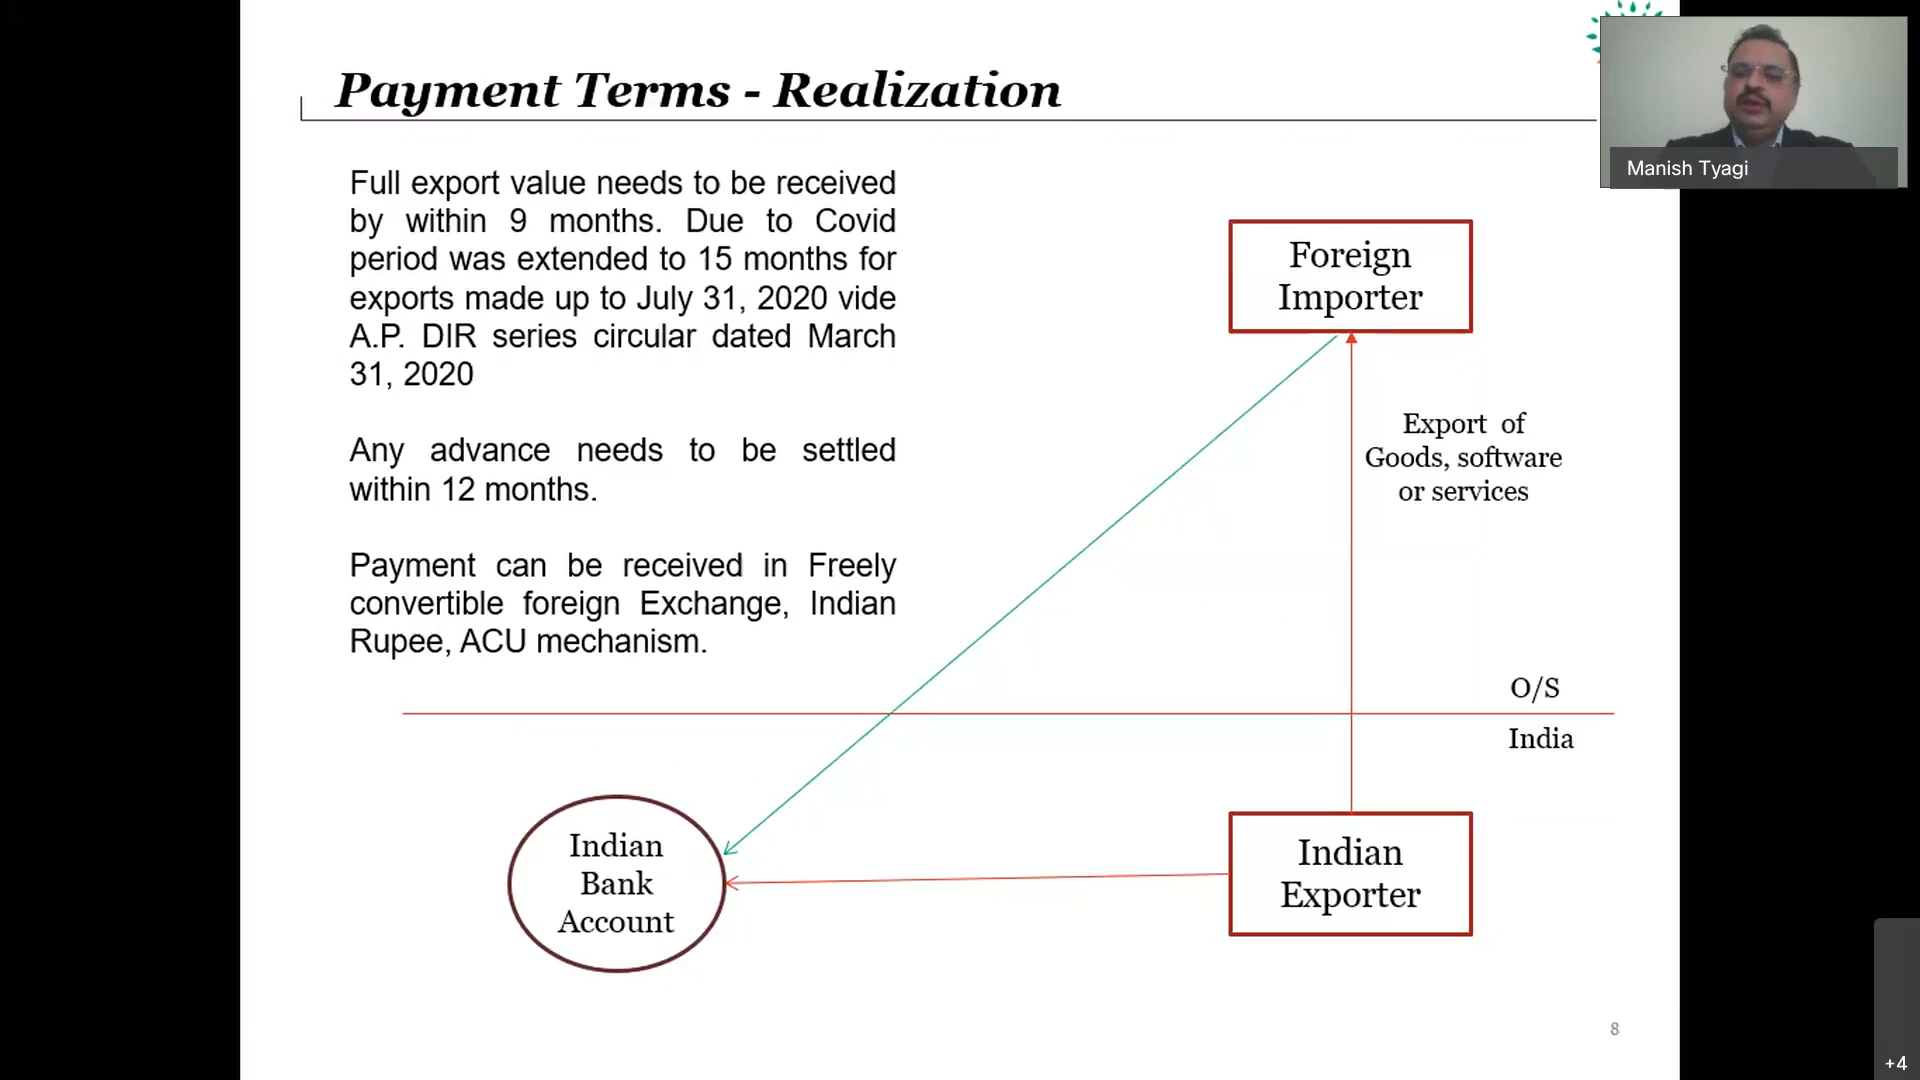 Payment Terms - Realization
Manish Tyagi
Full export value needs to be received
by within 9 months. Due to Covid
period was extended to 15 months for
exports made up to July 31, 2020 vide
A.P. DIR series circular dated March
31, 2020
Any advance needs to be settled
within 12 months.
Payment can be received in Freely
convertible foreign Exchange, Indian
Rupee, ACU mechanism.
Foreign
Importer
Export of
Goods, software
or services
O/S
India
Indian
Bank
Account
Indian
Exporter
8
+4